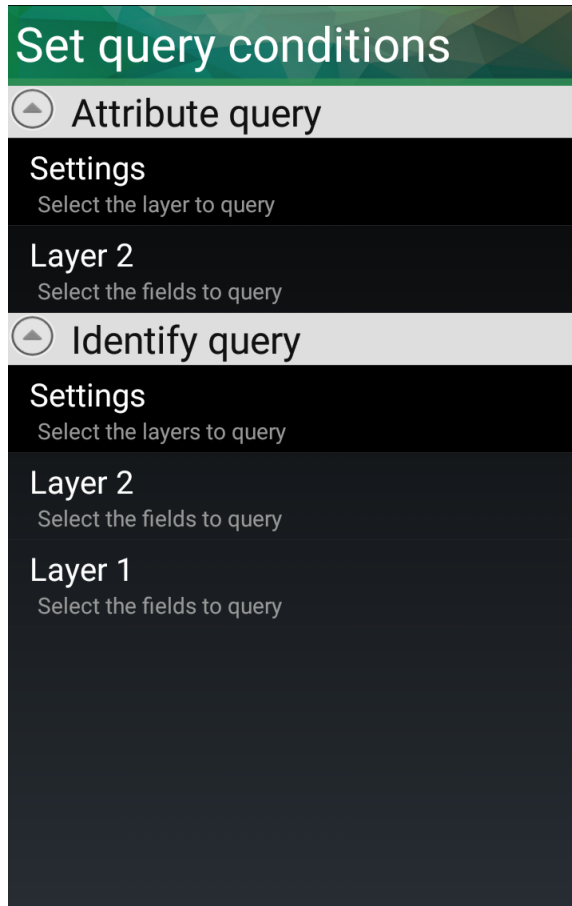 Set query conditions
Attribute query
Settings
Select the layer to query
Layer 2
Select the fields to query
Identify query
Settings
Select the layers to query
Layer 2
Select the fields to query
Layer 1
Select the fields to query